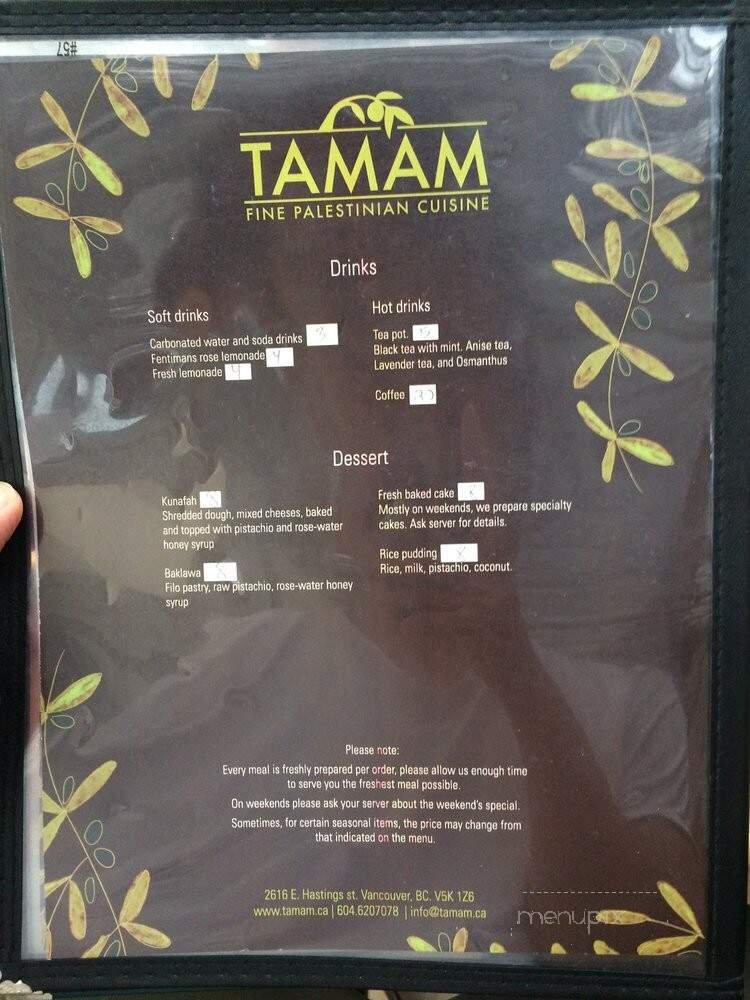 #57
TAMAM
FINE PALESTINIAN CUISINE
Drinks
Soft drinks
Carbonated water and soda drinks 3
Fentimans rose lemonade 4
Fresh lemonade 4
Hot drinks
Tea pot.
Black tea with mint. Anise tea,
Lavender tea, and Osmanthus
Coffee
Dessert
Kunafah 8
Shredded dough, mixed cheeses, baked
and topped with pistachio and rose-water
honey syrup
Baklawa 8
Filo pastry, raw pistachio, rose-water honey
syrup
Fresh baked cake 8
Mostly on weekends, we prepare specialty
cakes. Ask server for details.
Rice pudding 8
Rice, milk, pistachio, coconut.
Please note:
Every meal is freshly prepared per order, please allow us enough time
to serve you the freshest meal possible.
On weekends please ask your server about the weekend's special.
Sometimes, for certain seasonal items, the price may change from
that indicated on the menu.
2616 E. Hastings st. Vancouver, BC. V5K 1Z6
www.tamam.ca | 604.6207078 | info@tamam.ca
menupix